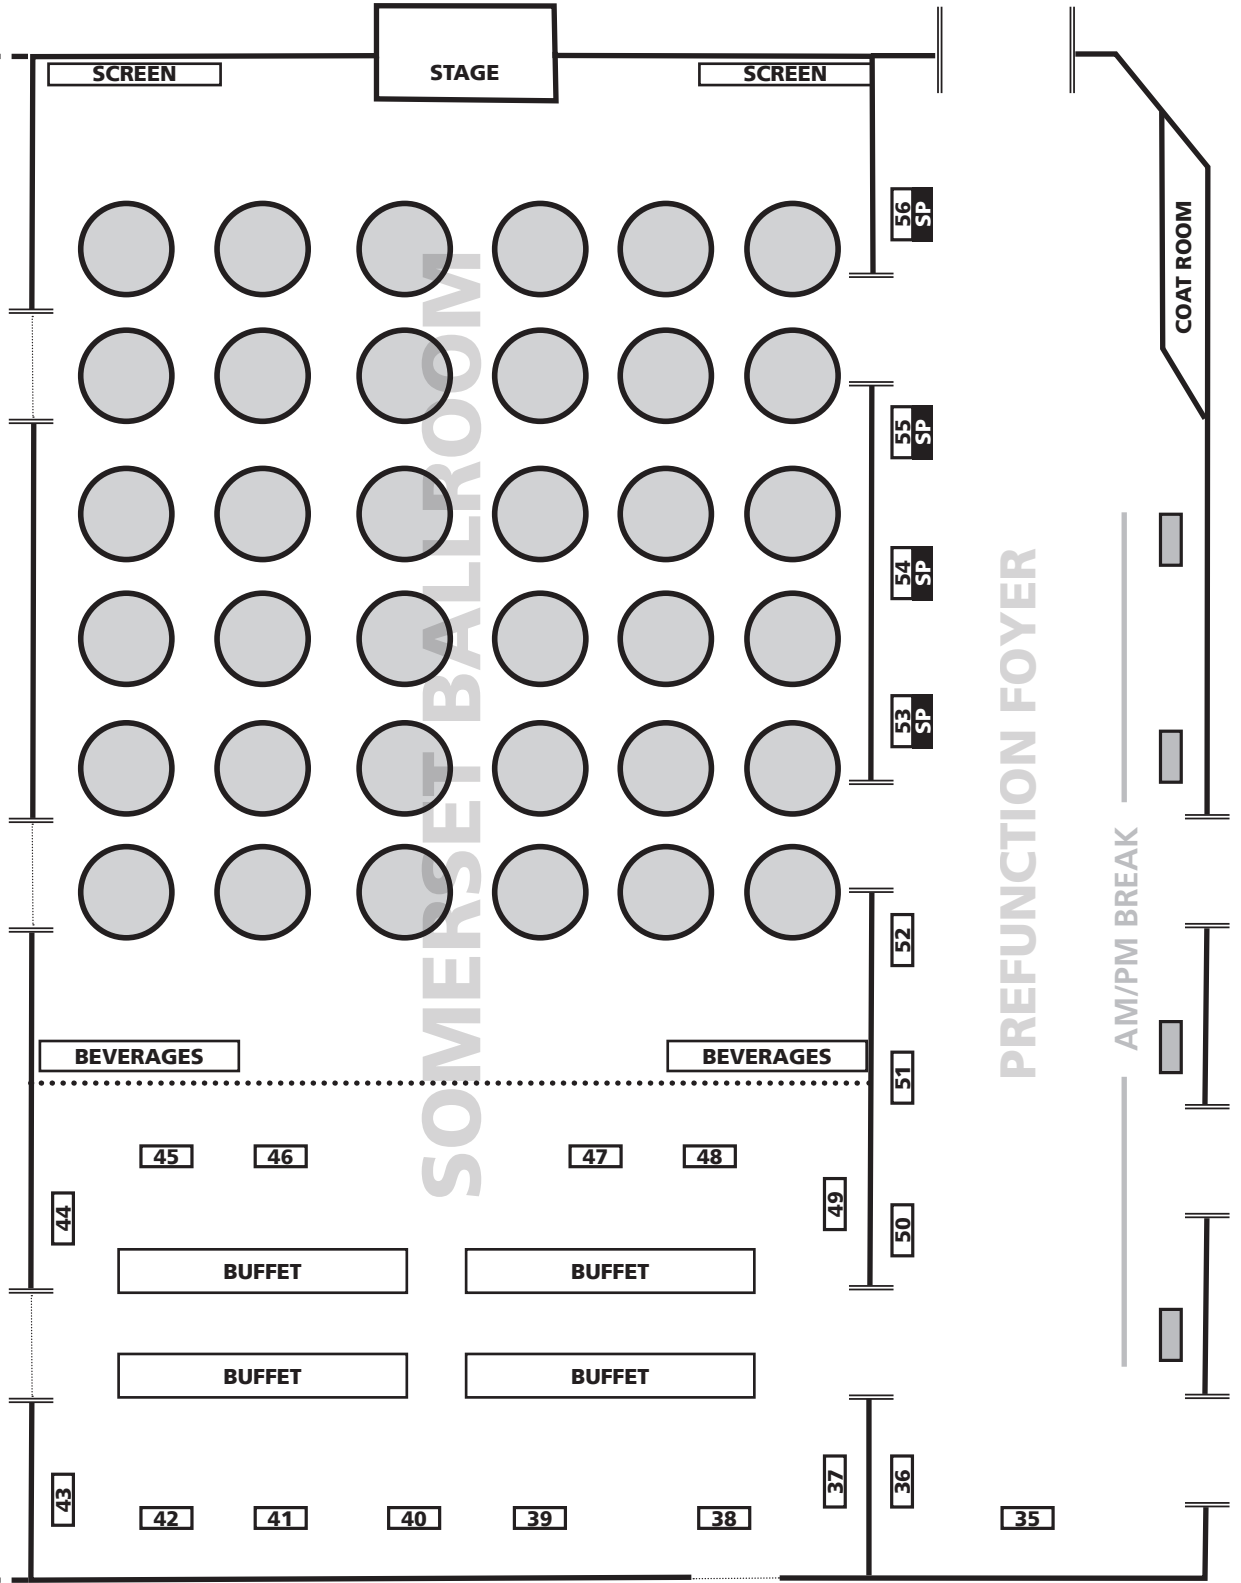 STAGE
SCREEN
SCREEN
56
SP
COAT ROOM
55
SP
54
SP
53
SP
SOMERSET BALLROOM
PREFUNCTION FOYER
AM/PM BREAK
52
BEVERAGES
BEVERAGES
51
45
46
47
48
44
49
50
BUFFET
BUFFET
BUFFET
BUFFET
43
37
36
42
41
40
39
38
35